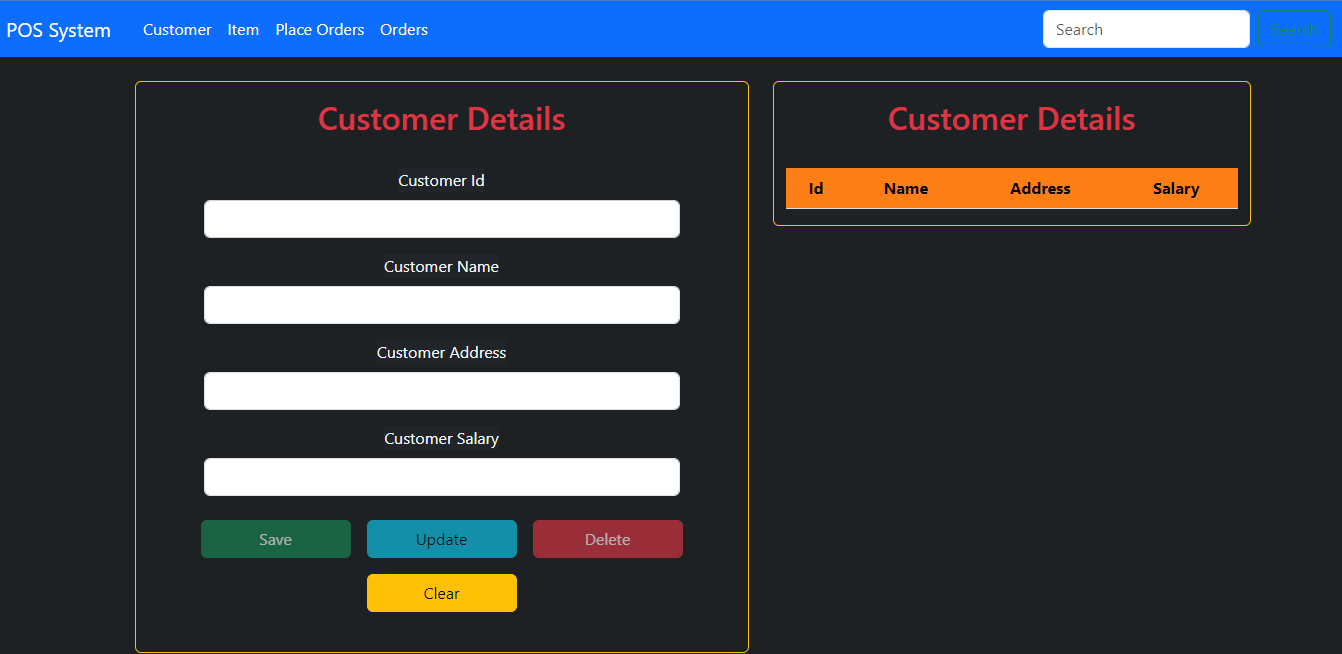 POS System Customer Item Place Orders Orders Search Search
Customer Details
Customer Id
Customer Name
Customer Address
Customer Salary
Save Update Delete
Clear
Customer Details
Id Name Address Salary